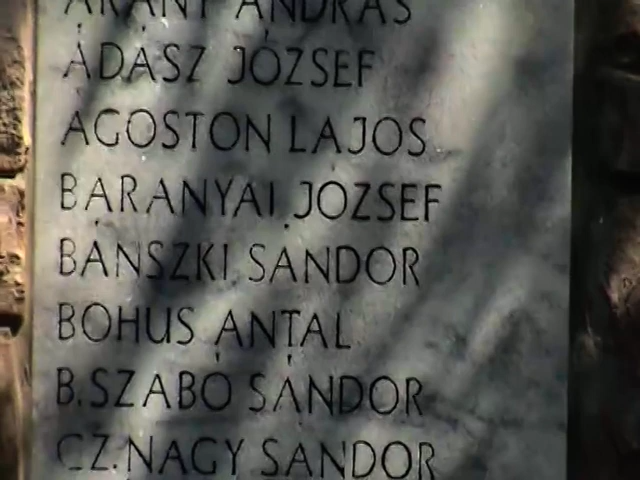 ARANY ANDRÁS
ÁDÁSZ JÓZSEF
ÁGOSTON LAJOS
BARANYAI JÓZSEF
BÁNSZKI SÁNDOR
BOHUS ANTAL
B.SZABÓ SÁNDOR
CZ.NAGY SÁNDOR